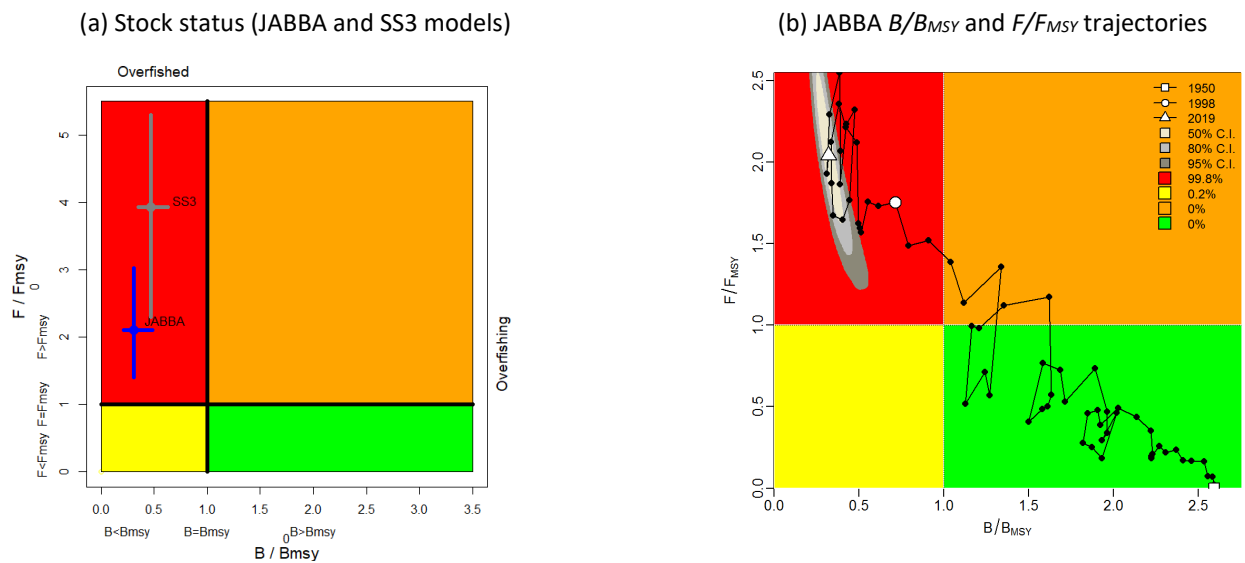 (a) Stock status (JABBA and SS3 models)
Overfished
5
4
3
2
1
0
F / Fmsy
0
F<Fmsy F=Fmsy F>Fmsy
SS3
JABBA
Overfishing
0.0 0.5 1.0 1.5 2.0 2.5 3.0 3.5
B<Bmsy B=Bmsy 0 B>Bmsy
B / Bmsy
(b) JABBA B/BMSY and F/FMSY trajectories
2.5
2.0
1.5
1.0
0.5
0.0
F/FMSY
1950
1998
2019
50% C.I.
80% C.I.
95% C.I.
99.8%
0.2%
0%
0%
0.0 0.5 1.0 1.5 2.0 2.5
B/BMSY